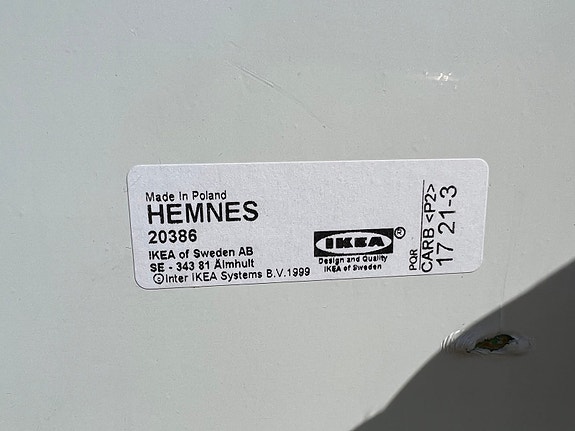 Made in Poland
HEMNES
20386
IKEA of Sweden AB
SE - 343 81 Älmhult
©Inter IKEA Systems B.V.1999
IKEA®
Design and Quality
IKEA of Sweden
PQR
CARB <P2>
17 21-3